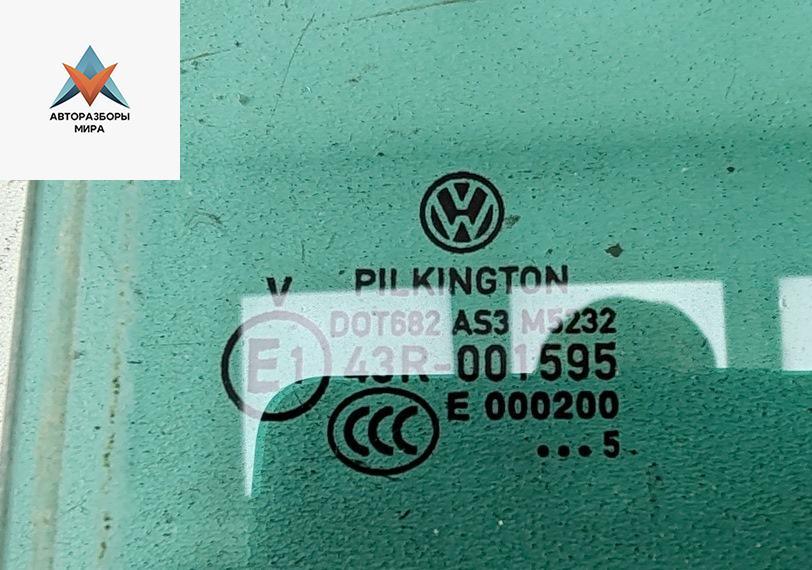 АВТОРАЗБОРЫ
МИРА
V
PILKINGTON
DOT682 AS3 M5232
E1 43R-001595
CCC E 000200
...5